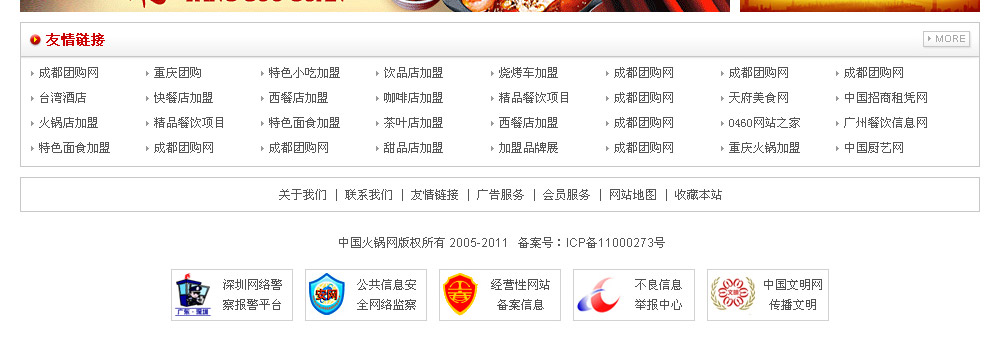 友情链接 MORE
成都团购网 重庆团购 特色小吃加盟 饮品店加盟 烧烤车加盟 成都团购网 成都团购网 成都团购网
台湾酒店 快餐店加盟 西餐店加盟 咖啡店加盟 精品餐饮项目 成都团购网 天府美食网 中国招商租凭网
火锅店加盟 精品餐饮项目 特色面食加盟 茶叶店加盟 西餐店加盟 成都团购网 0460网站之家 广州餐饮信息网
特色面食加盟 成都团购网 成都团购网 甜品店加盟 加盟品牌展 成都团购网 重庆火锅加盟 中国厨艺网
关于我们 | 联系我们 | 友情链接 | 广告服务 | 会员服务 | 网站地图 | 收藏本站
中国火锅网版权所有 2005-2011 备案号：ICP备11000273号
深圳网络警
察报警平台
广东·深圳
公共信息安
全网络监察
经营性网站
备案信息
不良信息
举报中心
中国文明网
传播文明